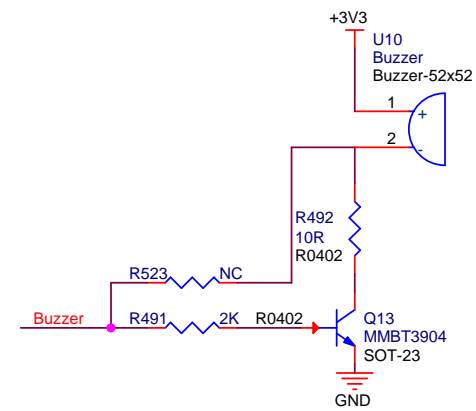 +3V3
U10
Buzzer
Buzzer-52x52
1
+
2
-
R492
10R
R0402
R523 NC
Buzzer
R491 2K R0402
Q13
MMBT3904
SOT-23
GND